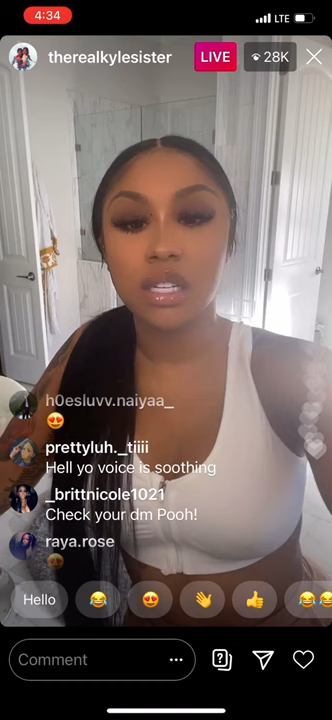 4:34
LTE
therealkylesister
LIVE
28K
h0esluvv.naiyaa_
prettyluh._tiiii
Hell yo voice is soothing
_brittnicole1021
Check your dm Pooh!
raya.rose
Hello
Comment